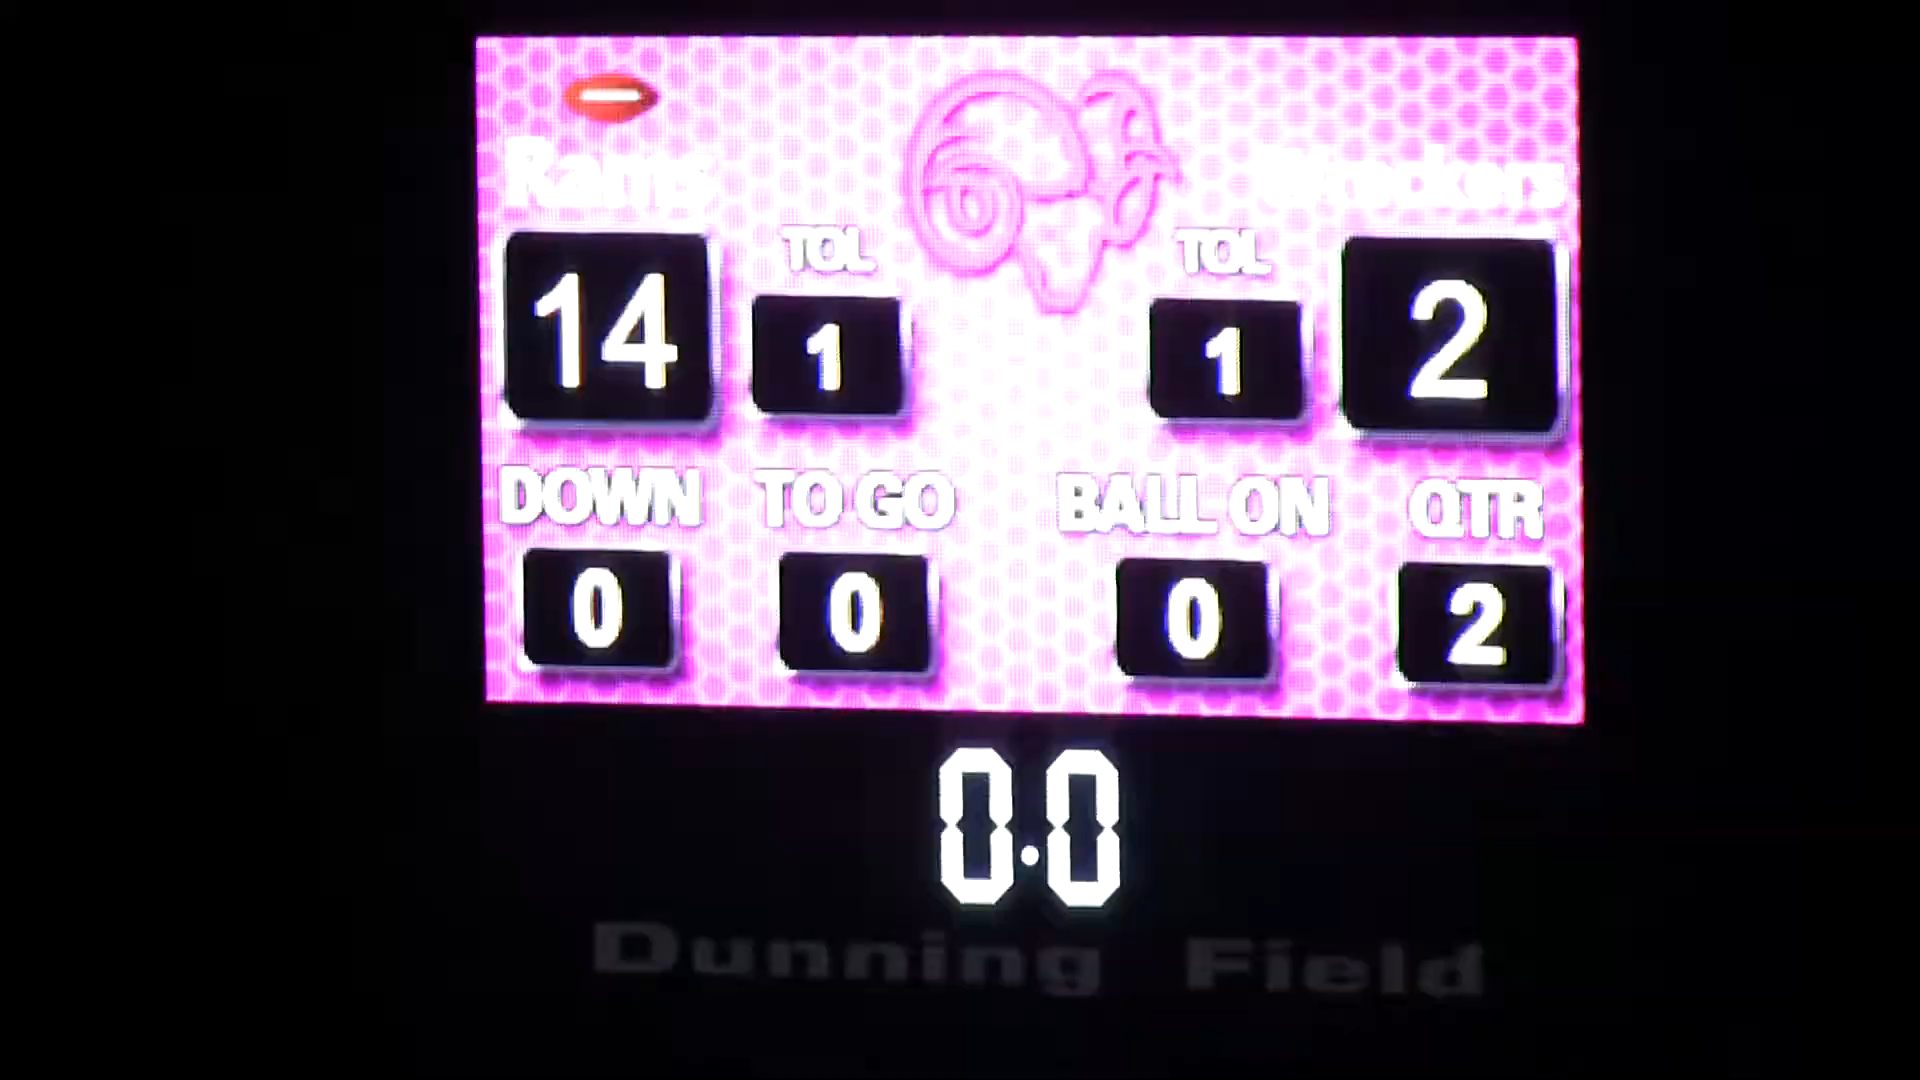 Rams Wreckers
TOL TOL
14 1 1 2
DOWN TO GO BALL ON QTR
0 0 0 2
0.0
Dunning Field